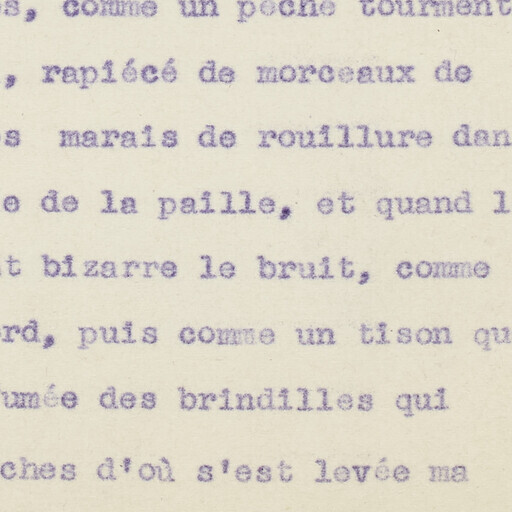 s, comme un péché tourment
, rapiécé de morceaux de
s marais de rouillure dan
e de la paille, et quand l
t bizarre le bruit, comme
rd, puis comme un tison qu
umée des brindilles qui
ches d'où s'est levée ma